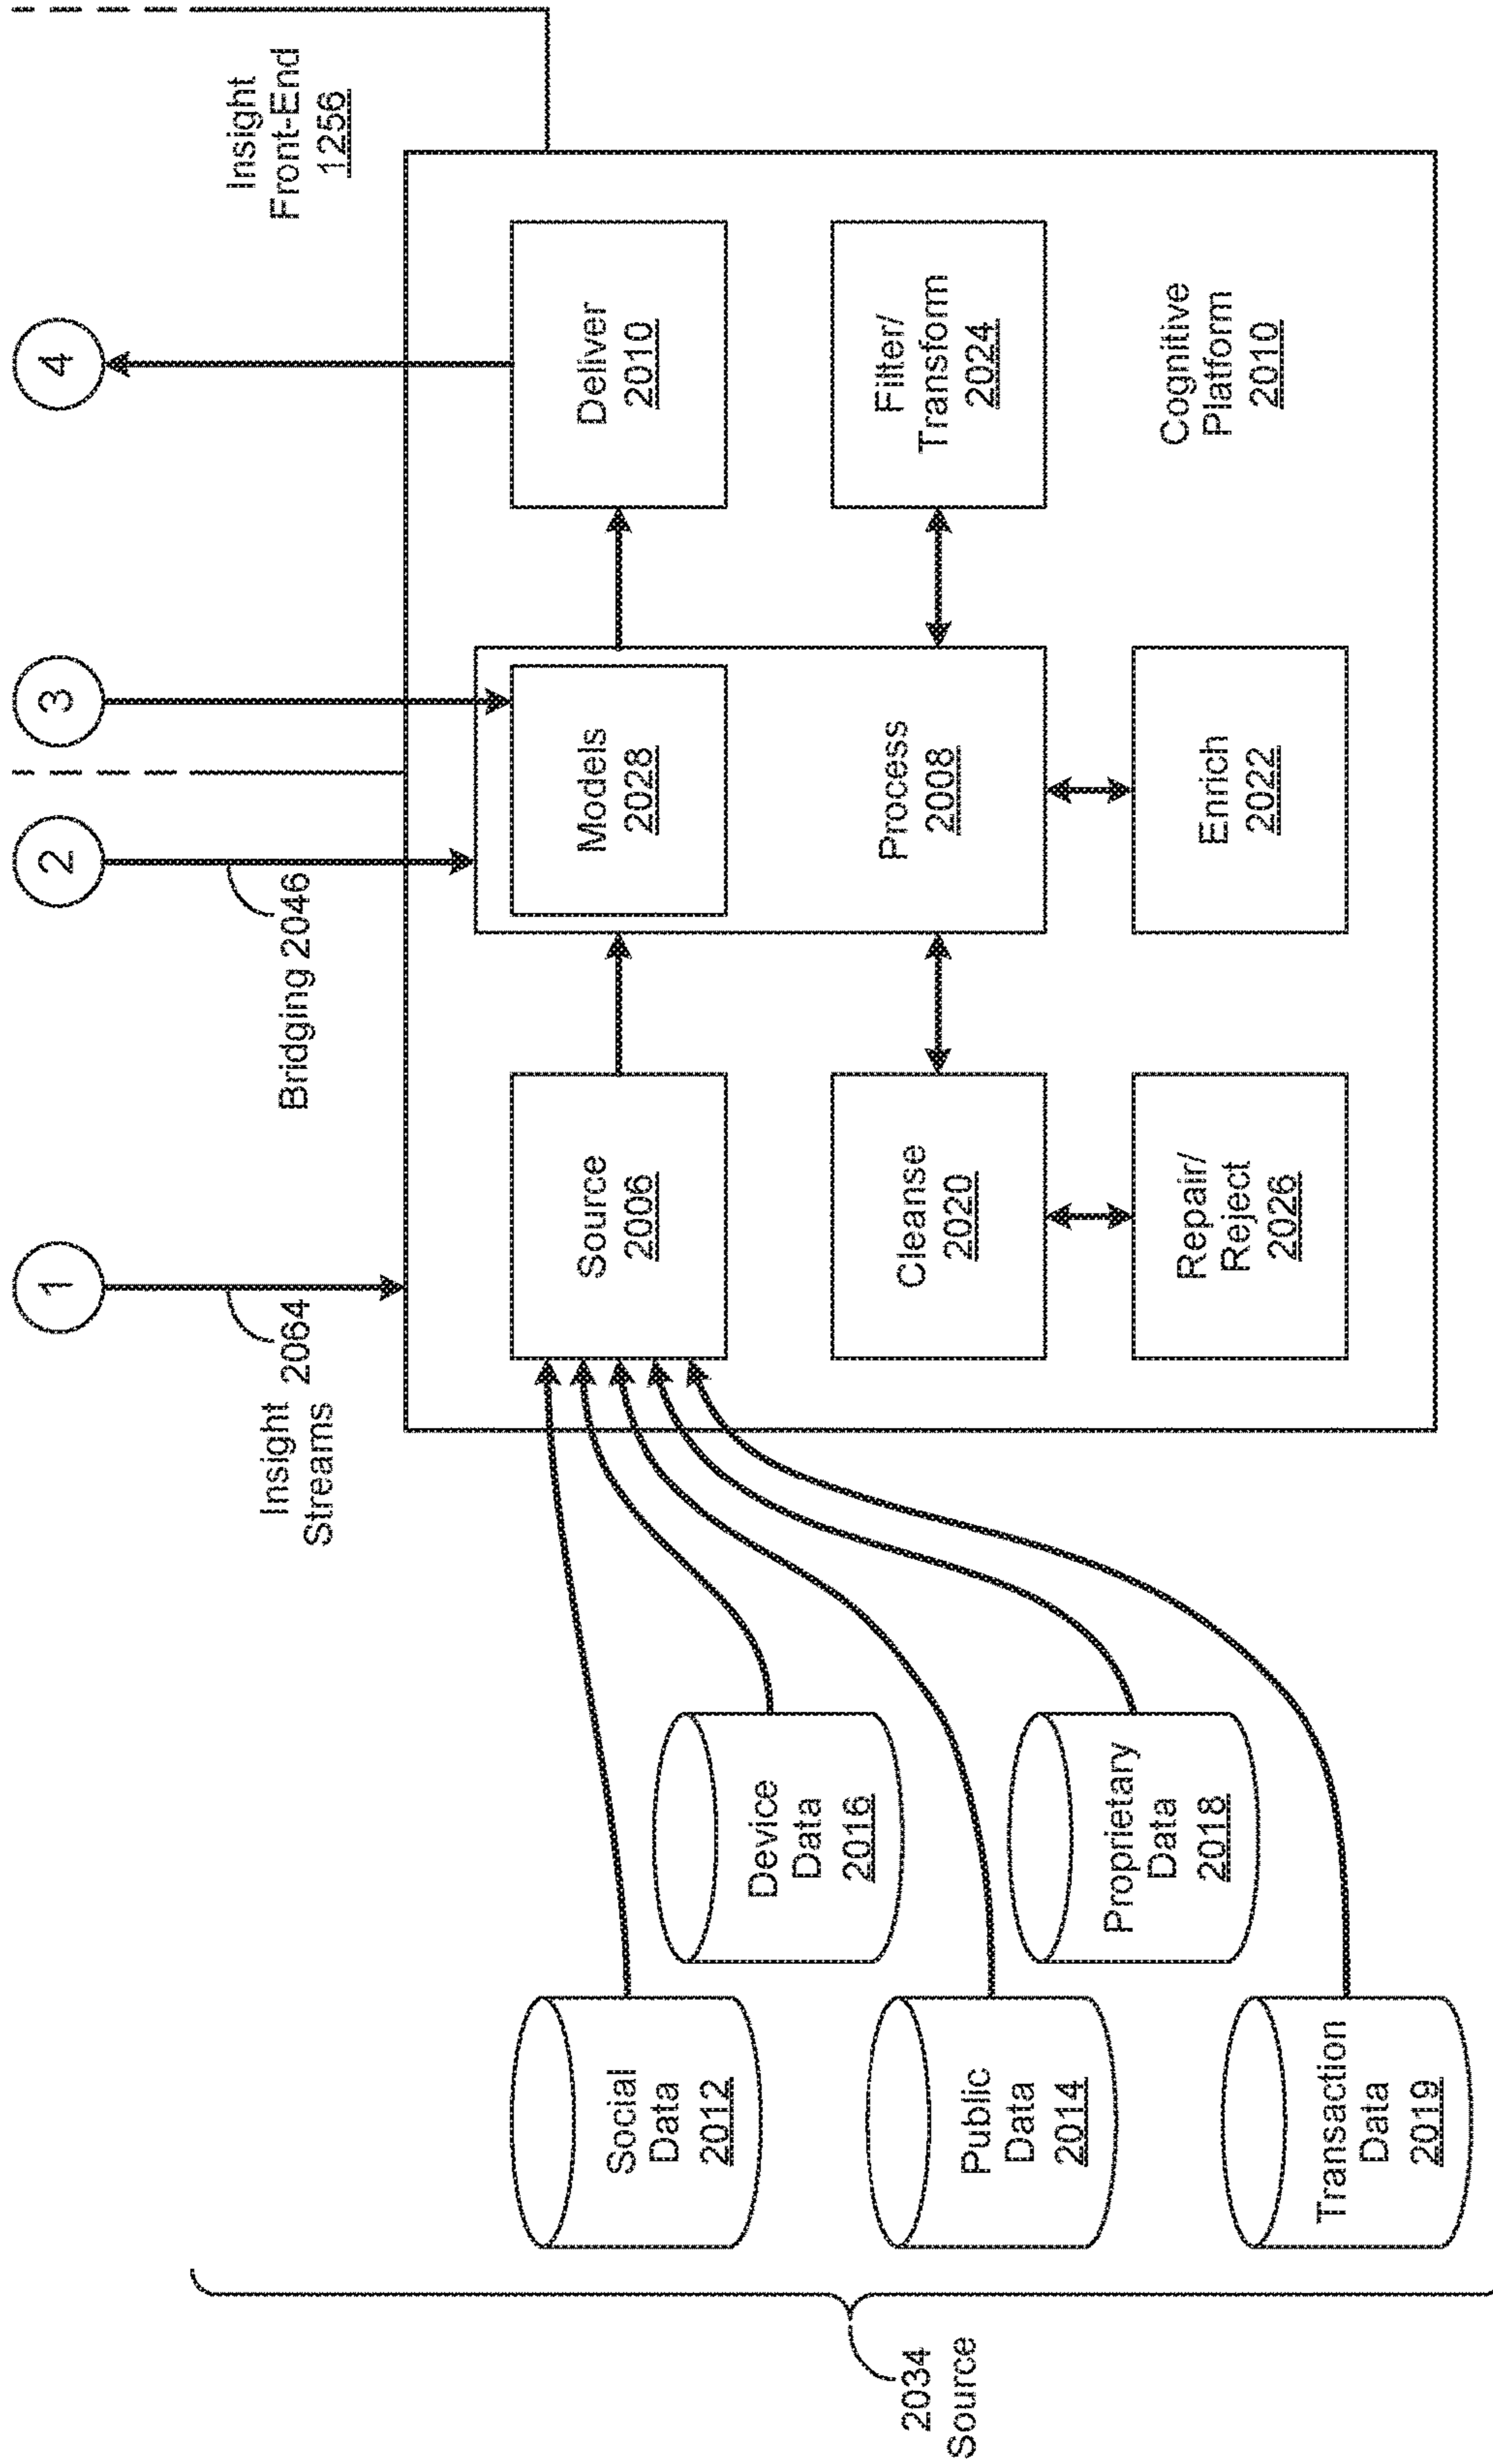 1
2
3
4
Insight
Streams
2064
Bridging 2046
Insight
Front-End
1256
Source
2006
Models
2028
Process
2008
Deliver
2010
Cleanse
2020
Filter/
Transform
2024
Repair/
Reject
2026
Enrich
2022
Cognitive
Platform
2010
Social
Data
2012
Device
Data
2016
Public
Data
2014
Proprietary
Data
2018
Transaction
Data
2019
2034
Source